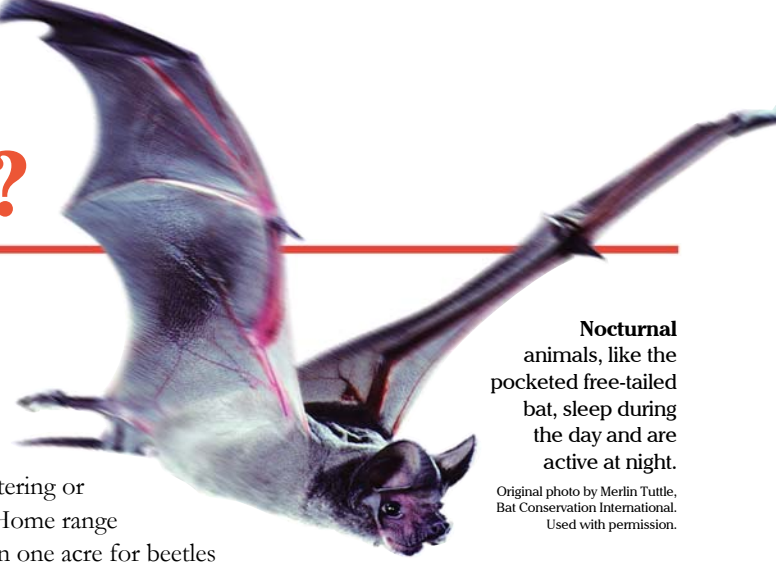 ?
Nocturnal
animals, like the
pocketed free-tailed
bat, sleep during
the day and are
active at night.
Original photo by Merlin Tuttle,
Bat Conservation International.
Used with permission.
or
Home range
one acre for beetles